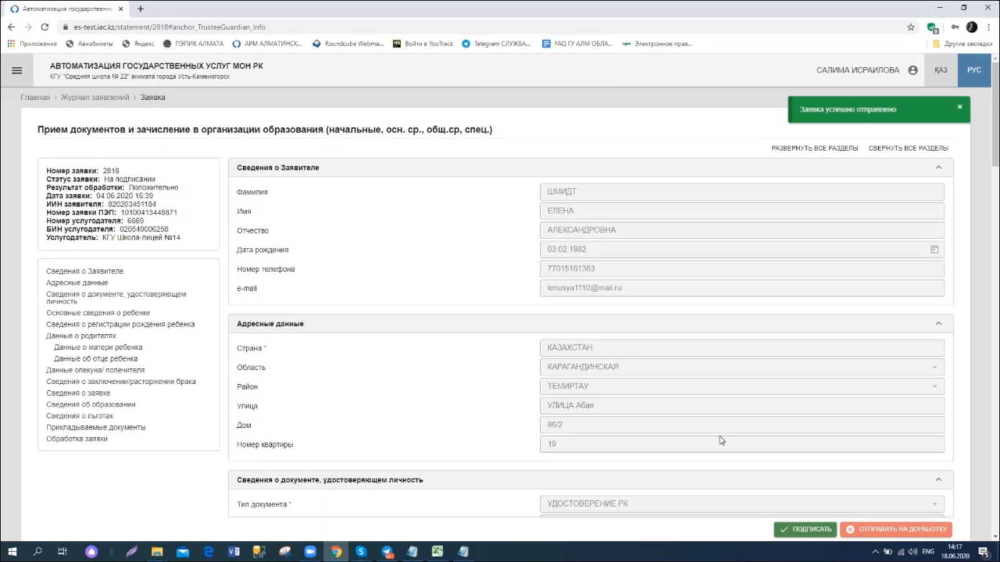 Автоматизация государственны
es-test.iac.kz/statement/2818#anchor_TrusteeGuardian_Info
Приложения
Авиабилеты
Яндекс
ПЭПИК АЛМАТА
АРМ АЛМАТИНСК...
Roundcube Webma...
Войти в YouTrack
Telegram СЛУЖБА...
FAQ ГУ АЛМ ОБЛА...
Электронное прав...
Другие закладки
АВТОМАТИЗАЦИЯ ГОСУДАРСТВЕННЫХ УСЛУГ МОН РК
КГУ "Средняя школа № 22" акимата города Усть-Каменогорск
САЛИМА ИСРАИЛОВА
ҚАЗ
РУС
Главная › Журнал заявлений › Заявка
Заявка успешно отправлено
Прием документов и зачисление в организации образования (начальные, осн. ср., общ.ср, спец.)
РАЗВЕРНУТЬ ВСЕ РАЗДЕЛЫ СВЕРНУТЬ ВСЕ РАЗДЕЛЫ
Номер заявки: 2818
Статус заявки: На подписании
Результат обработки: Положительно
Дата заявки: 04.06.2020 16:39
ИИН заявителя: 820203451184
Номер заявки ПЭП: 10100413448871
Номер услугодателя: 6669
БИН услугодателя: 020540006258
Услугодатель: КГУ Школа-лицей №14
Сведения о Заявителе
Адресные данные
Сведения о документе, удостоверяющем
личность
Основные сведения о ребенке
Сведения о регистрации рождения ребенка
Данные о родителях
Данные о матери ребенка
Данные об отце ребенка
Данные опекуна/ попечителя
Сведения о заключении/расторжении брака
Сведения о заявке
Сведения об образовании
Сведения о льготах
Прикладываемые документы
Обработка заявки
Сведения о Заявителе
Фамилия ШМИДТ
Имя ЕЛЕНА
Отчество АЛЕКСАНДРОВНА
Дата рождения 03.02.1982
Номер телефона 77015161383
e-mail lenusya1110@mail.ru
Адресные данные
Страна * КАЗАХСТАН
Область КАРАГАНДИНСКАЯ
Район ТЕМИРТАУ
Улица УЛИЦА Абая
Дом 86/2
Номер квартиры 19
Сведения о документе, удостоверяющем личность
Тип документа * УДОСТОВЕРЕНИЕ РК
ПОДПИСАТЬ
ОТПРАВИТЬ НА ДОРАБОТКУ
ENG
14:17
18.06.2020
5